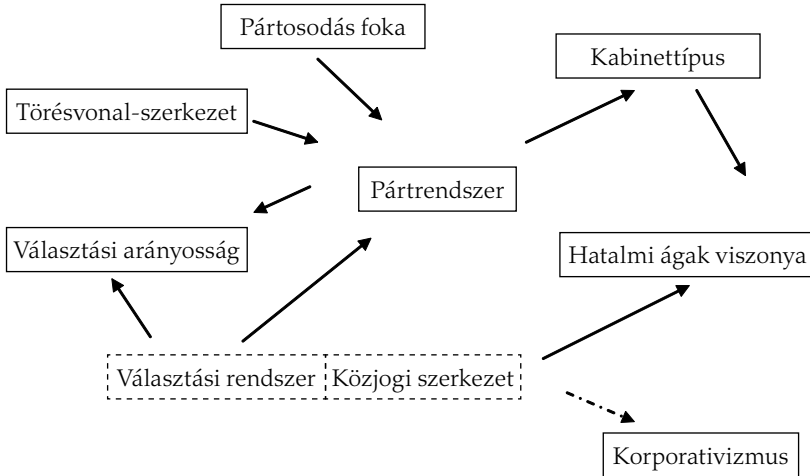 Pártosodás foka
Kabinettípus
Törésvonal-szerkezet
Pártrendszer
Választási arányosság
Hatalmi ágak viszonya
Választási rendszer
Közjogi szerkezet
Korporativizmus